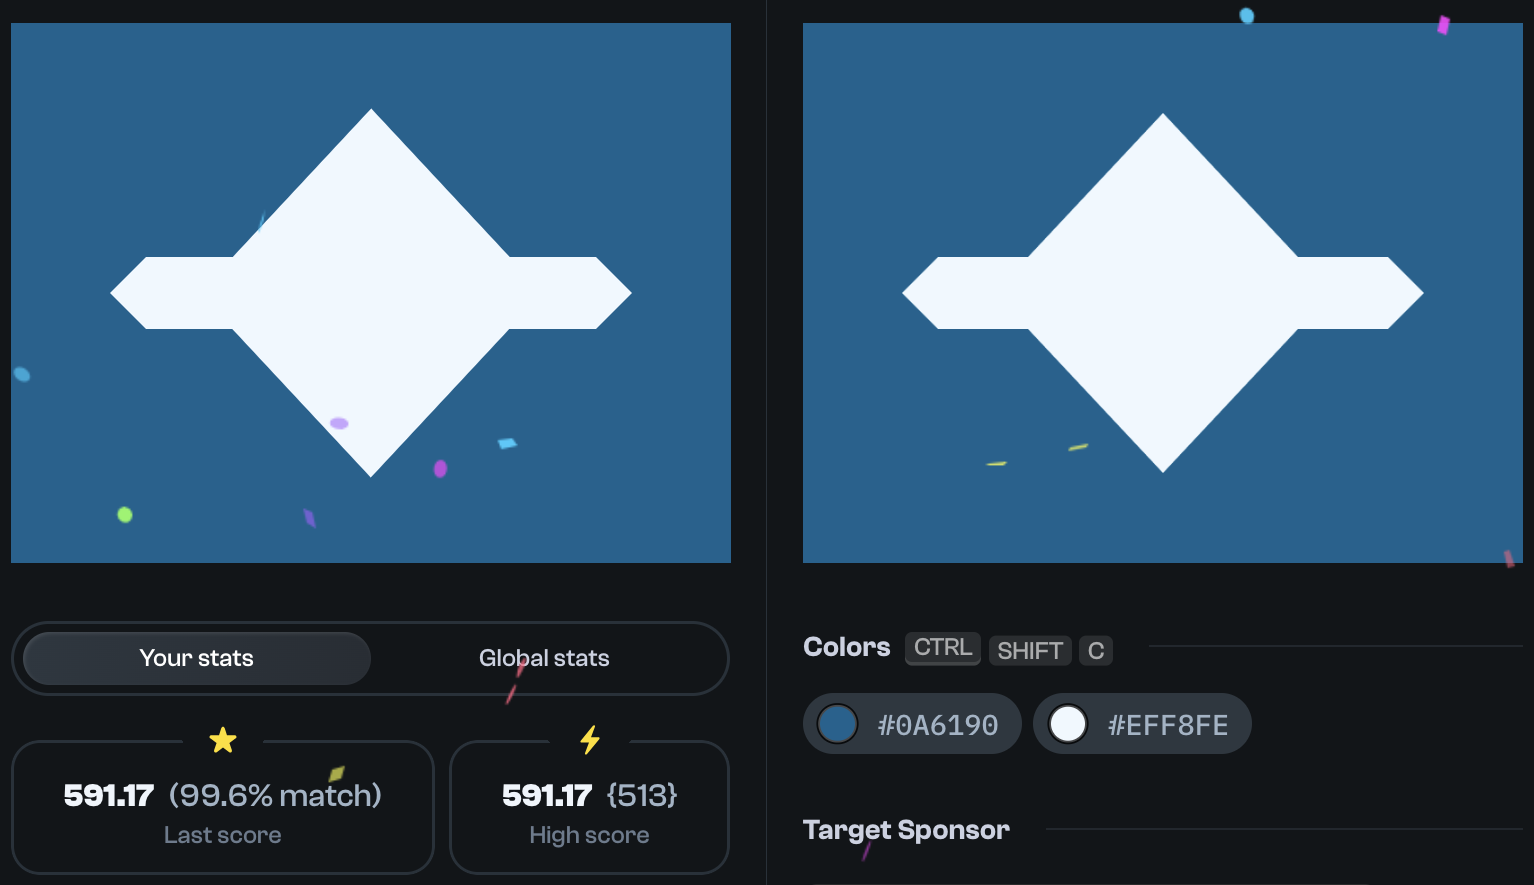 Your stats
Global stats
591.17 (99.6% match)
Last score
591.17 {513}
High score
Colors CTRL SHIFT C
#0A6190 #EFF8FE
Target Sponsor